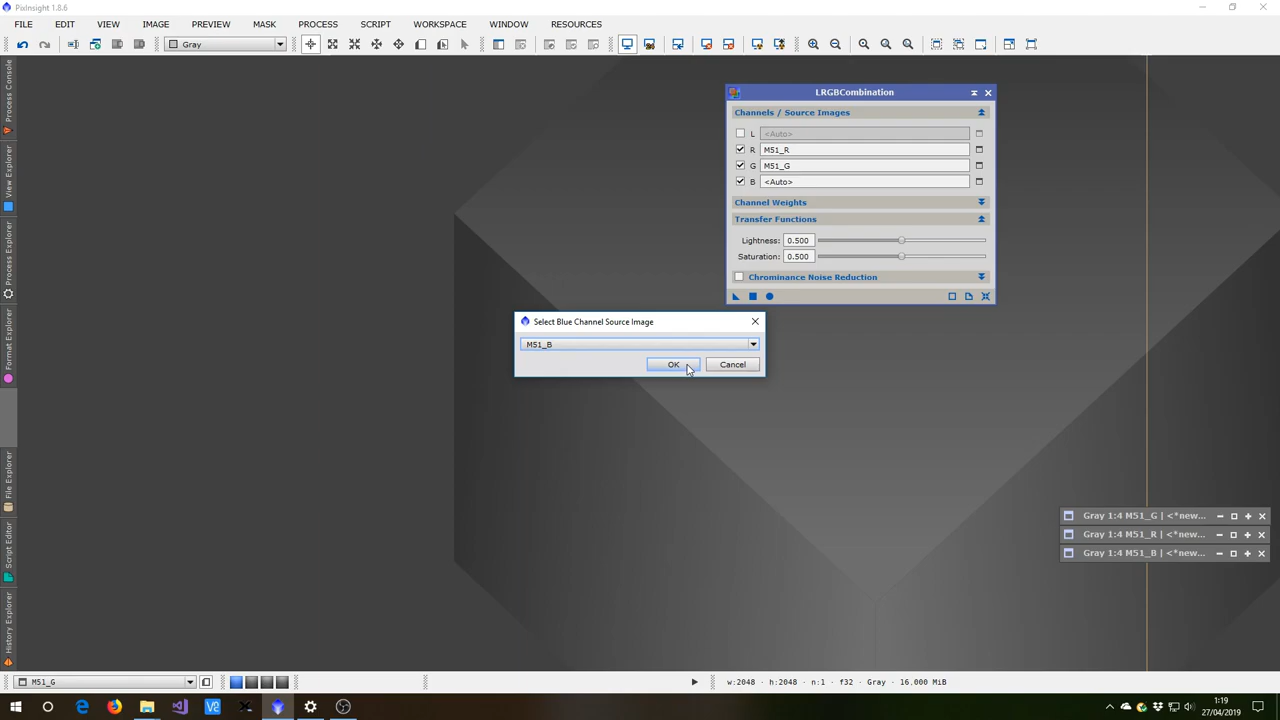 PixInsight 1.8.6
FILE EDIT VIEW IMAGE PREVIEW MASK PROCESS SCRIPT WORKSPACE WINDOW RESOURCES
Gray
Process Console
View Explorer
Process Explorer
Format Explorer
File Explorer
Script Editor
History Explorer
LRGBCombination
Channels / Source Images
L <Auto>
R M51_R
G M51_G
B <Auto>
Channel Weights
Transfer Functions
Lightness: 0.500
Saturation: 0.500
Chrominance Noise Reduction
Select Blue Channel Source Image
M51_B
OK Cancel
Gray 1:4 M51_G | <*new...
Gray 1:4 M51_R | <*new...
Gray 1:4 M51_B | <*new...
M51_G
w:2048 · h:2048 · n:1 · f32 · Gray · 16.000 MiB
1:19
27/04/2019